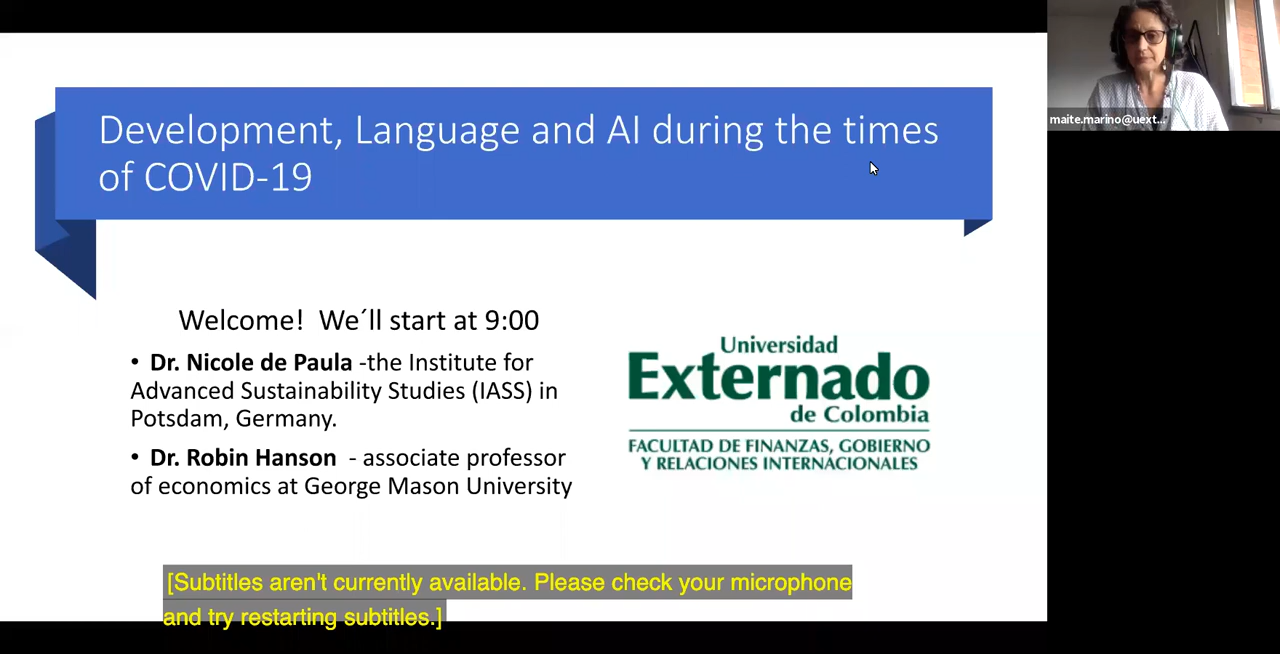 Development, Language and AI during the times
of COVID-19
maite.marino@uext...
Welcome! We´ll start at 9:00
• Dr. Nicole de Paula -the Institute for
Advanced Sustainability Studies (IASS) in
Potsdam, Germany.
• Dr. Robin Hanson - associate professor
of economics at George Mason University
Universidad
Externado
de Colombia
FACULTAD DE FINANZAS, GOBIERNO
Y RELACIONES INTERNACIONALES
[Subtitles aren't currently available. Please check your microphone
and try restarting subtitles.]